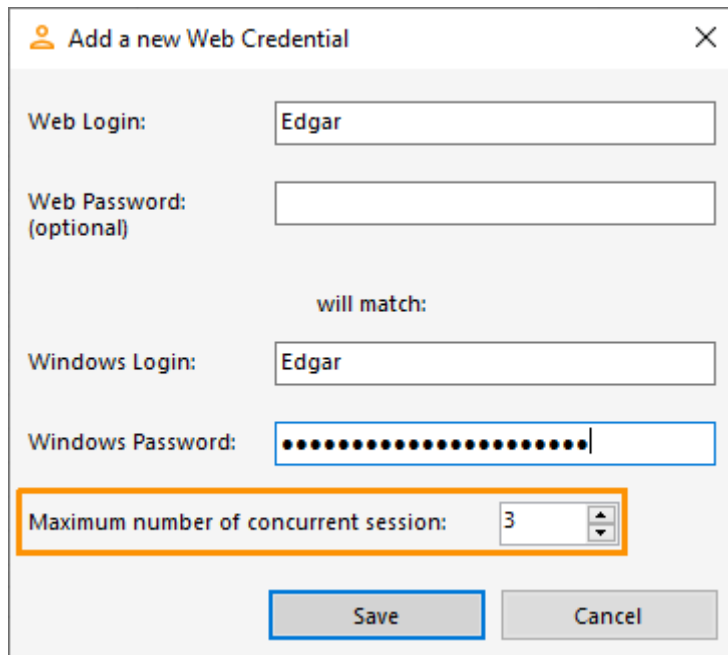 Add a new Web Credential
Web Login: Edgar
Web Password:
(optional)
will match:
Windows Login: Edgar
Windows Password: ●●●●●●●●●●●●●●●●●●●●●●
Maximum number of concurrent session: 3
Save Cancel